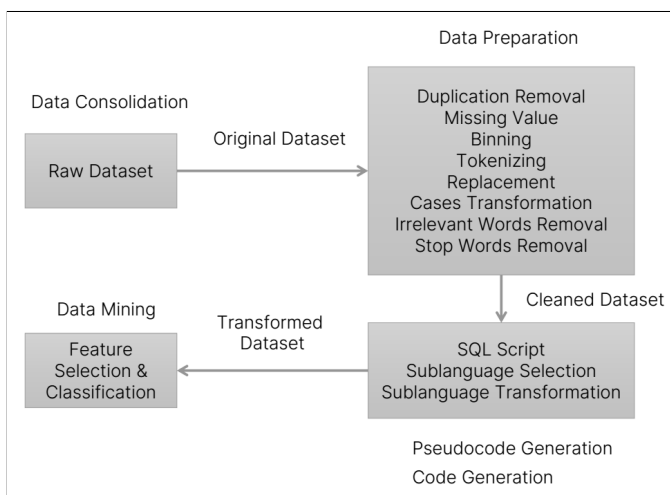 Data Preparation
Data Consolidation
Raw Dataset
Original Dataset
Duplication Removal
Missing Value
Binning
Tokenizing
Replacement
Cases Transformation
Irrelevant Words Removal
Stop Words Removal
Cleaned Dataset
Data Mining
Feature
Selection &
Classification
Transformed
Dataset
SQL Script
Sublanguage Selection
Sublanguage Transformation
Pseudocode Generation
Code Generation